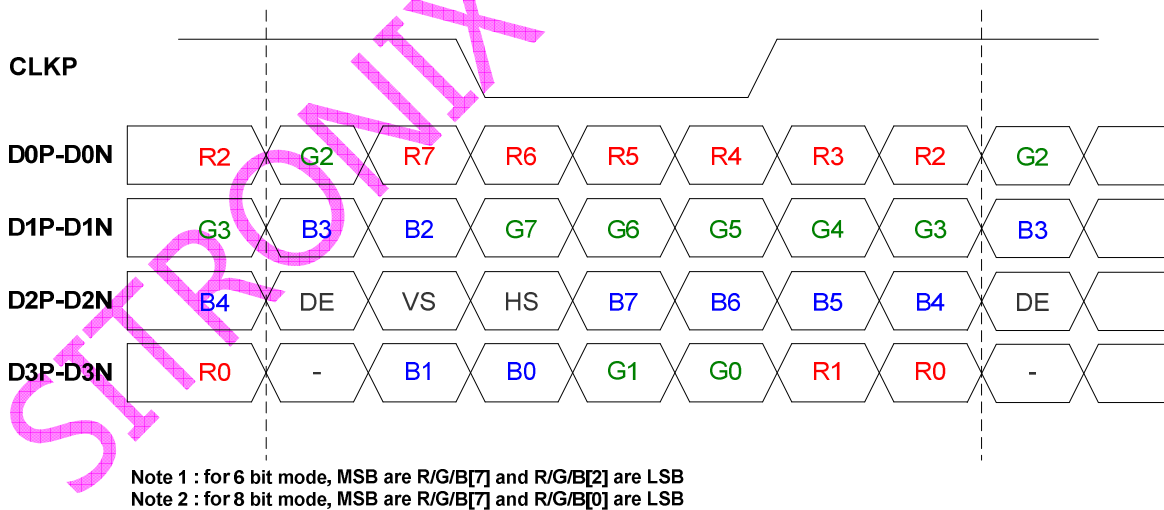 CLKP
D0P-D0N R2 G2 R7 R6 R5 R4 R3 R2 G2
D1P-D1N G3 B3 B2 G7 G6 G5 G4 G3 B3
D2P-D2N B4 DE VS HS B7 B6 B5 B4 DE
D3P-D3N R0 - B1 B0 G1 G0 R1 R0 -
SITRONIX
Note 1 : for 6 bit mode, MSB are R/G/B[7] and R/G/B[2] are LSB
Note 2 : for 8 bit mode, MSB are R/G/B[7] and R/G/B[0] are LSB